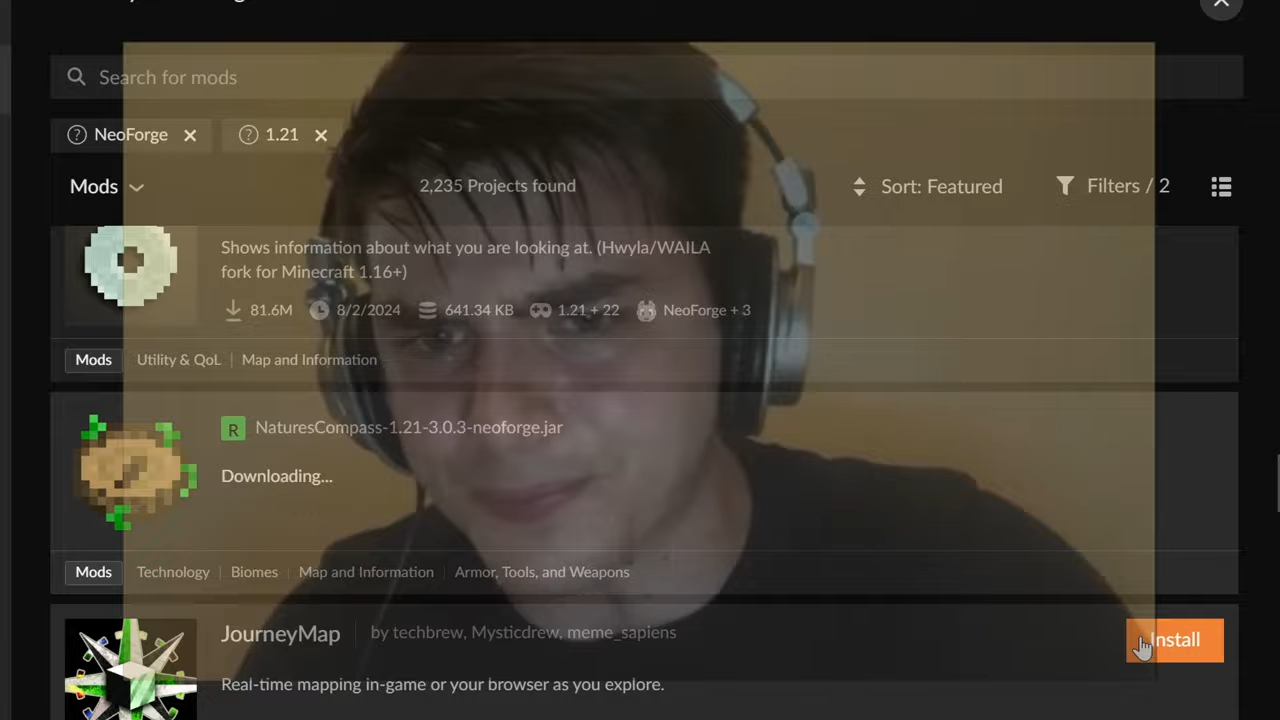 Search for mods
NeoForge
1.21
Mods
2,235 Projects found
Sort: Featured
Filters / 2
Shows information about what you are looking at. (Hwyla/WAILA
fork for Minecraft 1.16+)
81.6M 8/2/2024 641.34 KB 1.21 + 22 NeoForge + 3
Mods Utility & QoL | Map and Information
R NaturesCompass-1.21-3.0.3-neoforge.jar
Downloading...
Mods Technology | Biomes | Map and Information | Armor, Tools, and Weapons
JourneyMap | by techbrew, Mysticdrew, meme_sapiens
Install
Real-time mapping in-game or your browser as you explore.